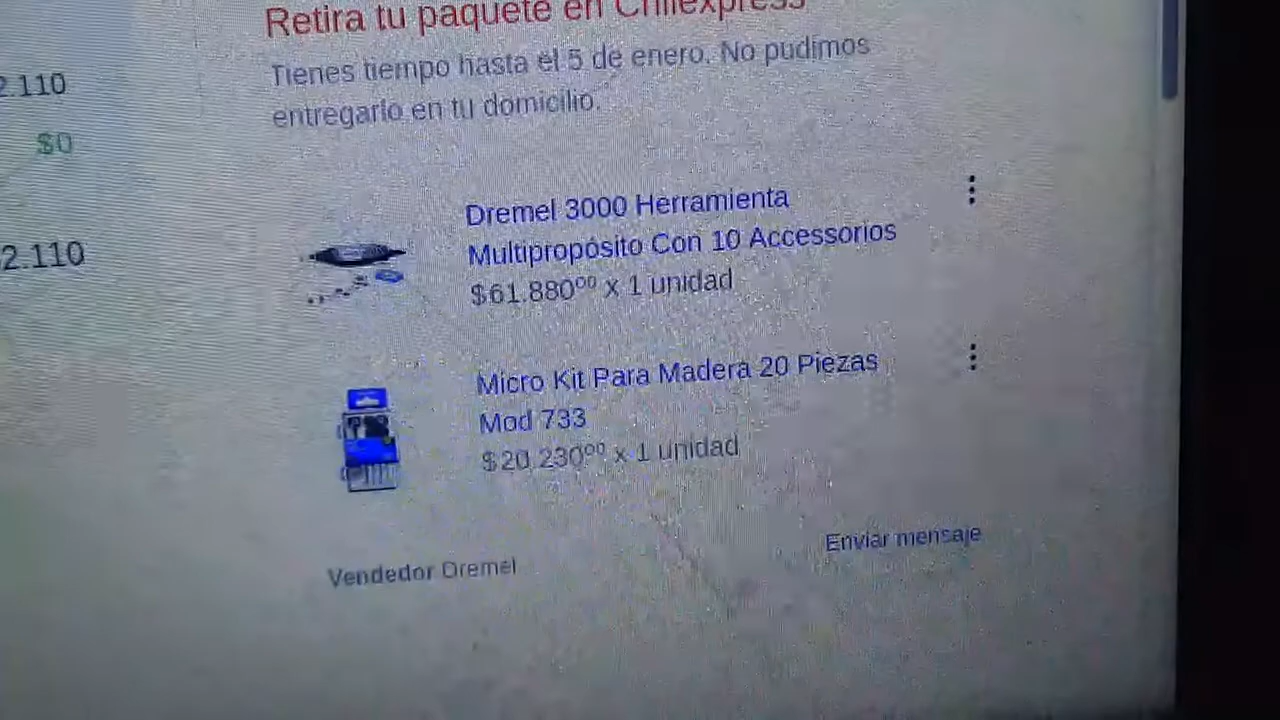 Retira tu paquete en Chilexpress
Tienes tiempo hasta el 5 de enero. No pudimos
entregarlo en tu domicilio.
2.110
$0
2.110
Dremel 3000 Herramienta
Multipropósito Con 10 Accessorios
$61.880⁰⁰ x 1 unidad
Micro Kit Para Madera 20 Piezas
Mod 733
$20.230⁰⁰ x 1 unidad
Enviar mensaje
Vendedor Dremel